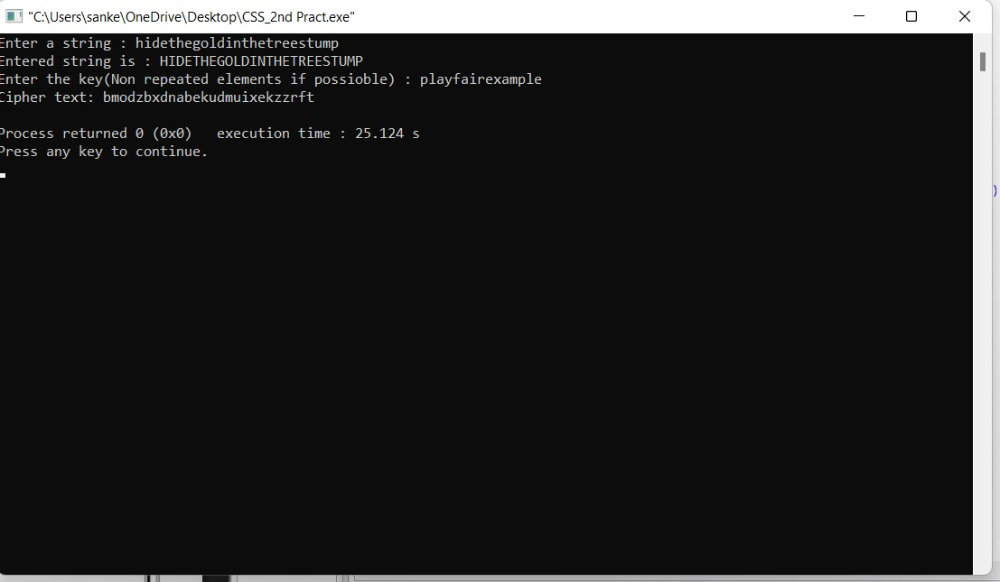 "C:\Users\sanke\OneDrive\Desktop\CSS_2nd Pract.exe"
Enter a string : hidethegoldinthetreestump
Entered string is : HIDETHEGOLDINTHETREESTUMP
Enter the key(Non repeated elements if possioble) : playfairexample
Cipher text: bmodzbxdnabekudmuixekzzrft
Process returned 0 (0x0)   execution time : 25.124 s
Press any key to continue.
)